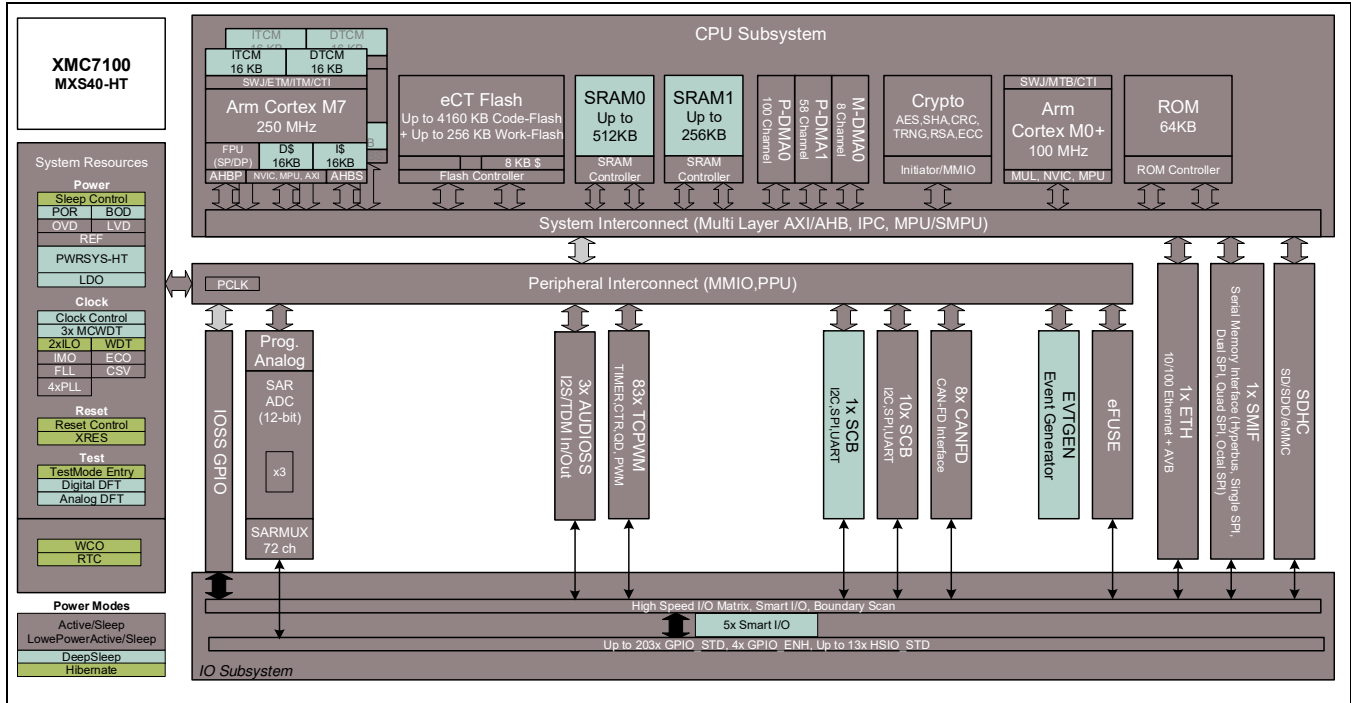 XMC7100
MXS40-HT
System Resources
Power
Sleep Control
POR BOD
OVD LVD
REF
PWRSYS-HT
LDO
Clock
Clock Control
3x MCWDT
2xILO WDT
IMO ECO
FLL CSV
4xPLL
Reset
Reset Control
XRES
Test
TestMode Entry
Digital DFT
Analog DFT
WCO
RTC
Power Modes
Active/Sleep
LowePowerActive/Sleep
DeepSleep
Hibernate
CPU Subsystem
ITCM DTCM
16 KB 16 KB
ITCM DTCM
16 KB 16 KB
SWJ/ETM/ITM/CTI
Arm Cortex M7
250 MHz
FPU
(SP/DP)
D$
16KB
I$
16KB
AHBP NVIC, MPU, AXI AHBS
eCT Flash
Up to 4160 KB Code-Flash
+ Up to 256 KB Work-Flash
8 KB $
Flash Controller
SRAM0
Up to
512KB
SRAM
Controller
SRAM1
Up to
256KB
SRAM
Controller
P-DMA0
100 Channel
P-DMA1
58 Channel
M-DMA0
8 Channel
Crypto
AES,SHA,CRC,
TRNG,RSA,ECC
Initiator/MMIO
SWJ/MTB/CTI
Arm
Cortex M0+
100 MHz
MUL, NVIC, MPU
ROM
64KB
ROM Controller
System Interconnect (Multi Layer AXI/AHB, IPC, MPU/SMPU)
PCLK
Peripheral Interconnect (MMIO,PPU)
IOSS GPIO
Prog.
Analog
SAR
ADC
(12-bit)
x3
SARMUX
72 ch
3x AUDIOSS
I2S/TDM In/Out
83x TCPWM
TIMER,CTR,QD, PWM
1x SCB
I2C,SPI,UART
10x SCB
I2C,SPI,UART
8x CANFD
CAN-FD Interface
EVTGEN
Event Generator
eFUSE
1x ETH
10/100 Ethernet + AVB
1x SMIF
Serial Memory Interface (Hyperbus, Single SPI,
Dual SPI, Quad SPI, Octal SPI)
SDHC
SD/SDIO/eMMC
High Speed I/O Matrix, Smart I/O, Boundary Scan
5x Smart I/O
Up to 203x GPIO_STD, 4x GPIO_ENH, Up to 13x HSIO_STD
IO Subsystem